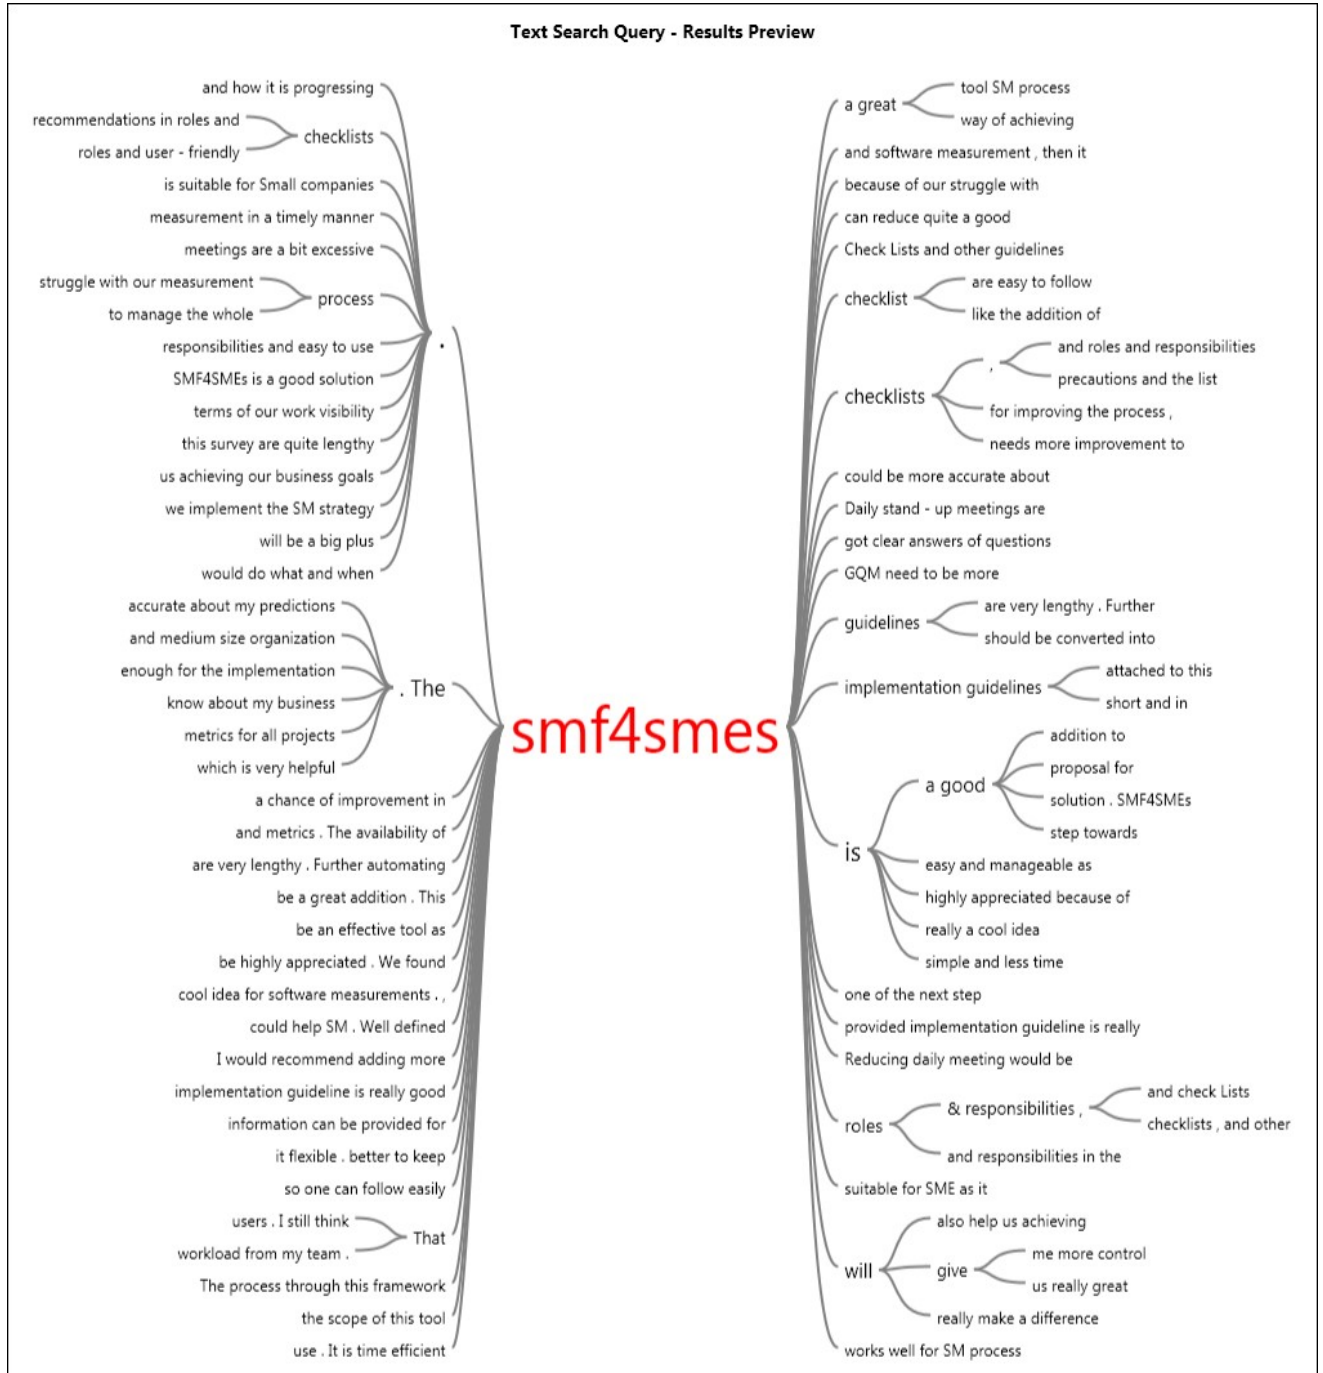 Text Search Query - Results Preview
and how it is progressing
recommendations in roles and
roles and user - friendly
checklists
is suitable for Small companies
measurement in a timely manner
meetings are a bit excessive
struggle with our measurement
to manage the whole
process
responsibilities and easy to use
SMF4SMEs is a good solution
terms of our work visibility
this survey are quite lengthy
us achieving our business goals
we implement the SM strategy
will be a big plus
would do what and when
.
accurate about my predictions
and medium size organization
enough for the implementation
know about my business
metrics for all projects
which is very helpful
. The
a chance of improvement in
and metrics . The availability of
are very lengthy . Further automating
be a great addition . This
be an effective tool as
be highly appreciated . We found
cool idea for software measurements . ,
could help SM . Well defined
I would recommend adding more
implementation guideline is really good
information can be provided for
it flexible . better to keep
so one can follow easily
users . I still think
workload from my team .
That
The process through this framework
the scope of this tool
use . It is time efficient
smf4smes
a great
tool SM process
way of achieving
and software measurement , then it
because of our struggle with
can reduce quite a good
Check Lists and other guidelines
checklist
are easy to follow
like the addition of
checklists
,
and roles and responsibilities
precautions and the list
for improving the process ,
needs more improvement to
could be more accurate about
Daily stand - up meetings are
got clear answers of questions
GQM need to be more
guidelines
are very lengthy . Further
should be converted into
implementation guidelines
attached to this
short and in
is
a good
addition to
proposal for
solution . SMF4SMEs
step towards
easy and manageable as
highly appreciated because of
really a cool idea
simple and less time
one of the next step
provided implementation guideline is really
Reducing daily meeting would be
roles
& responsibilities ,
and check Lists
checklists , and other
and responsibilities in the
suitable for SME as it
will
also help us achieving
give
me more control
us really great
really make a difference
works well for SM process